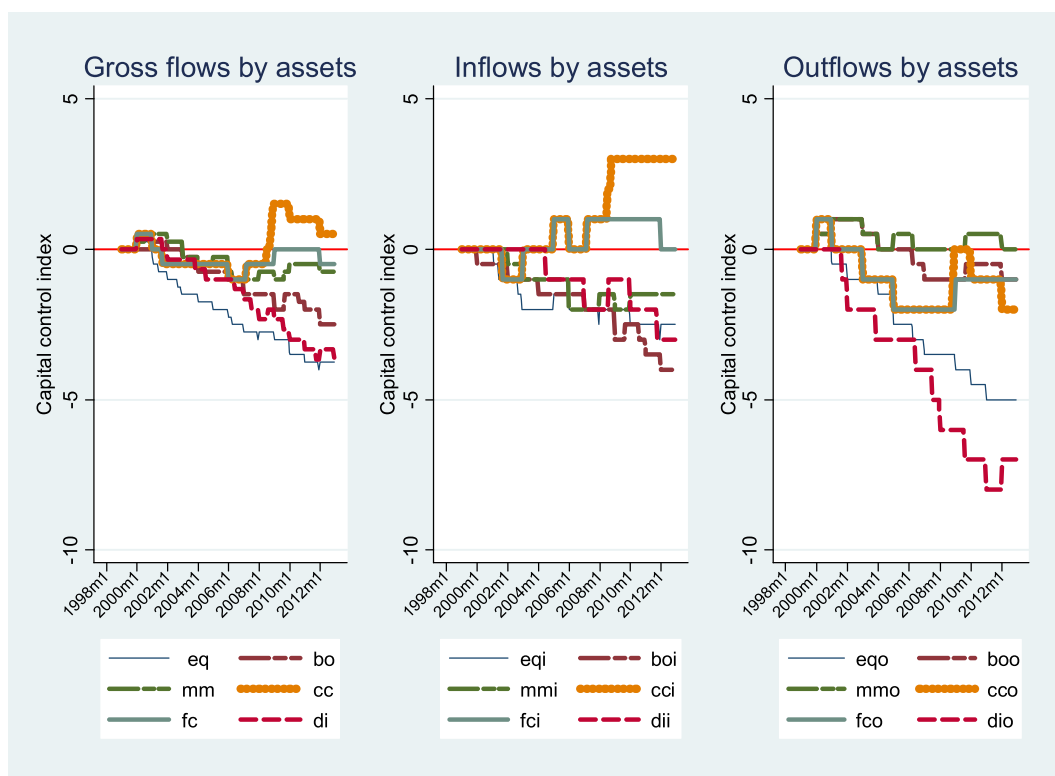 Gross flows by assets
Capital control index
5
0
-5
-10
1998m1
2000m1
2002m1
2004m1
2006m1
2008m1
2010m1
2012m1
eq bo
mm cc
fc di
Inflows by assets
Capital control index
5
0
-5
-10
1998m1
2000m1
2002m1
2004m1
2006m1
2008m1
2010m1
2012m1
eqi boi
mmi cci
fci dii
Outflows by assets
Capital control index
5
0
-5
-10
1998m1
2000m1
2002m1
2004m1
2006m1
2008m1
2010m1
2012m1
eqo boo
mmo cco
fco dio